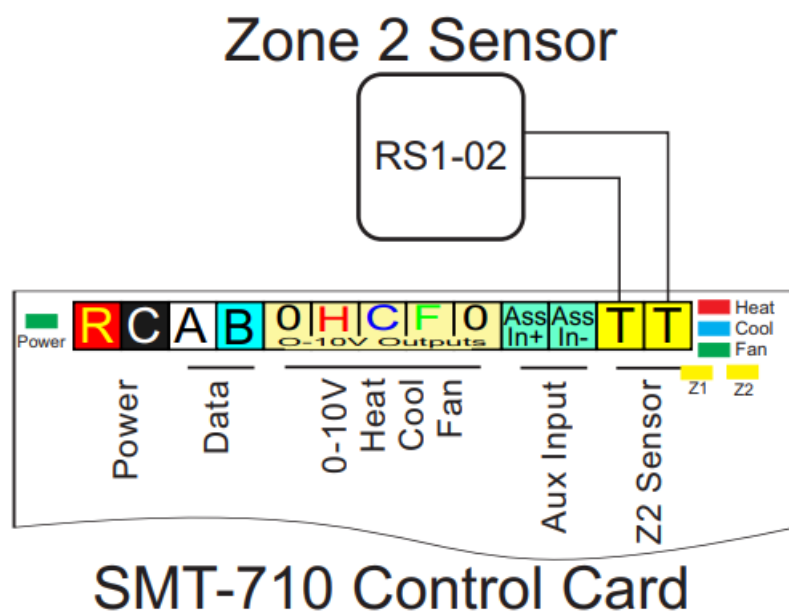 Zone 2 Sensor
RS1-02
Power
R C A B 0 H C F 0 Ass In+ Ass In- T T
0-10V Outputs
Heat
Cool
Fan
Z1 Z2
Power
Data
0-10V
Heat
Cool
Fan
Aux Input
Z2 Sensor
SMT-710 Control Card